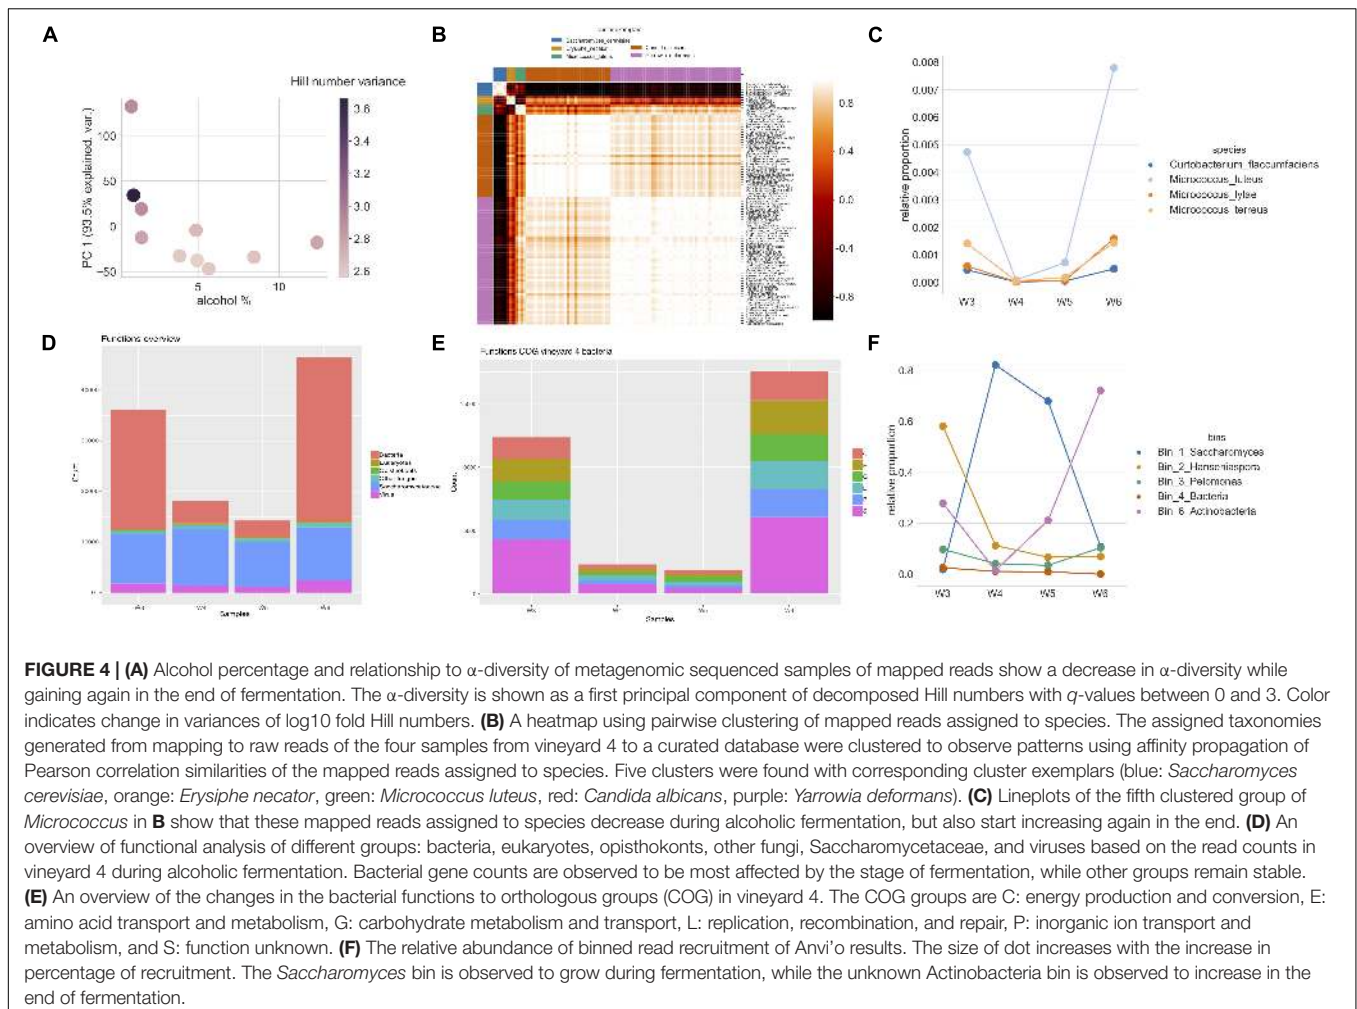 A
Hill number variance
3.6
3.4
3.2
3.0
2.8
2.6
100
50
0
−50
PC 1 (93.5% explained. var.)
5
10
alcohol %
B
Saccharomyces_cerevisiae
Erysiphe_necator
Micrococcus_luteus
0.8
0.4
0.0
-0.4
-0.8
C
0.008
0.007
0.006
0.005
0.004
0.003
0.002
0.001
0.000
relative proportion
W3
W4
W5
W6
species
Curtobacterium_flaccumfaciens
Micrococcus_luteus
Micrococcus_lylae
Micrococcus_terreus
D
Functions overview
Bacteria
Eukaryotes
Other fungi
Saccharomycetaceae
Virus
Samples
E
Functions COG vineyard 4 bacteria
Count
Samples
F
0.8
0.6
0.4
0.2
0.0
relative proportion
W3
W4
W5
W6
bins
Bin_1_Saccharomyces
Bin_2_Hanseniaspora
Bin_3_Pelomonas
Bin_4_Bacteria
Bin_6_Actinobacteria
FIGURE 4 | (A) Alcohol percentage and relationship to α-diversity of metagenomic sequenced samples of mapped reads show a decrease in α-diversity while
gaining again in the end of fermentation. The α-diversity is shown as a first principal component of decomposed Hill numbers with q-values between 0 and 3. Color
indicates change in variances of log10 fold Hill numbers. (B) A heatmap using pairwise clustering of mapped reads assigned to species. The assigned taxonomies
generated from mapping to raw reads of the four samples from vineyard 4 to a curated database were clustered to observe patterns using affinity propagation of
Pearson correlation similarities of the mapped reads assigned to species. Five clusters were found with corresponding cluster exemplars (blue: Saccharomyces
cerevisiae, orange: Erysiphe necator, green: Micrococcus luteus, red: Candida albicans, purple: Yarrowia deformans). (C) Lineplots of the fifth clustered group of
Micrococcus in B show that these mapped reads assigned to species decrease during alcoholic fermentation, but also start increasing again in the end. (D) An
overview of functional analysis of different groups: bacteria, eukaryotes, opisthokonts, other fungi, Saccharomycetaceae, and viruses based on the read counts in
vineyard 4 during alcoholic fermentation. Bacterial gene counts are observed to be most affected by the stage of fermentation, while other groups remain stable.
(E) An overview of the changes in the bacterial functions to orthologous groups (COG) in vineyard 4. The COG groups are C: energy production and conversion, E:
amino acid transport and metabolism, G: carbohydrate metabolism and transport, L: replication, recombination, and repair, P: inorganic ion transport and
metabolism, and S: function unknown. (F) The relative abundance of binned read recruitment of Anvi’o results. The size of dot increases with the increase in
percentage of recruitment. The Saccharomyces bin is observed to grow during fermentation, while the unknown Actinobacteria bin is observed to increase in the
end of fermentation.